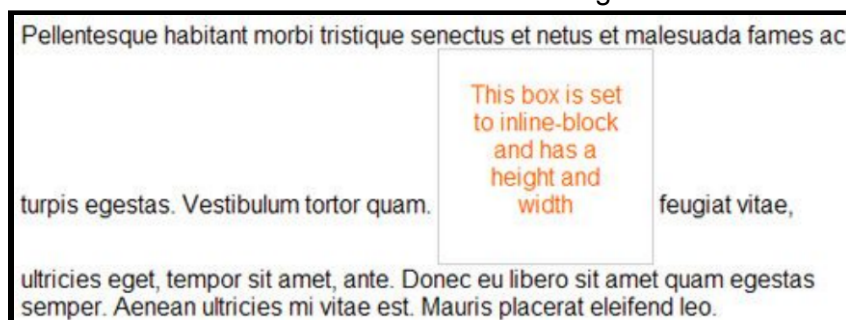 Pellentesque habitant morbi tristique senectus et netus et malesuada fames ac
This box is set
to inline-block
and has a
height and
turpis egestas. Vestibulum tortor quam. width feugiat vitae,
ultricies eget, tempor sit amet, ante. Donec eu libero sit amet quam egestas
semper. Aenean ultricies mi vitae est. Mauris placerat eleifend leo.